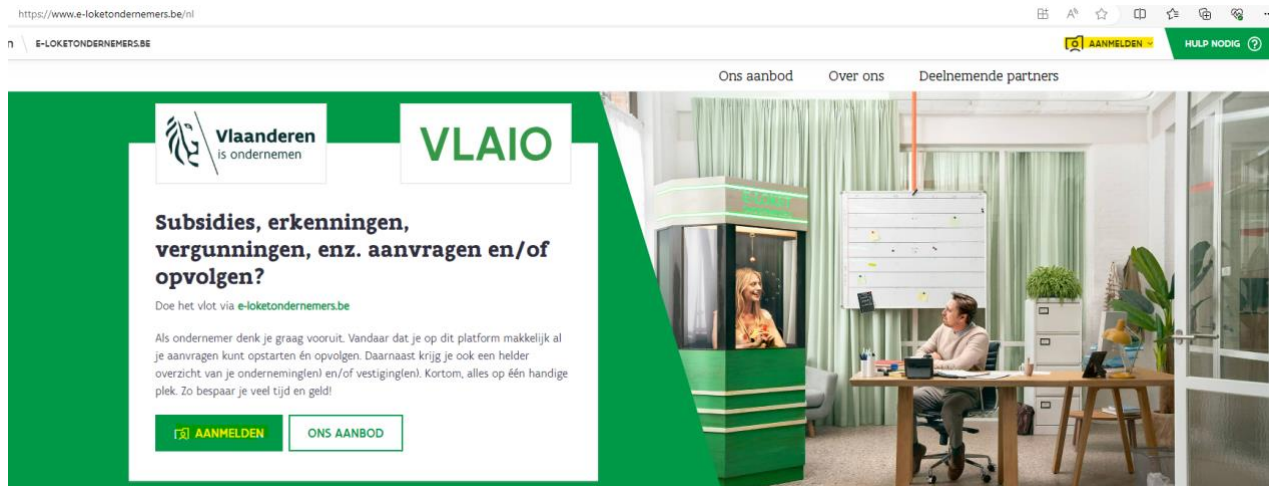 https://www.e-loketondernemers.be/nl
E-LOKETONDERNEMERS.BE
AANMELDEN
HULP NODIG ?
Ons aanbod Over ons Deelnemende partners
Vlaanderen
is ondernemen
VLAIO
Subsidies, erkenningen,
vergunningen, enz. aanvragen en/of
opvolgen?
Doe het vlot via e-loketondernemers.be
Als ondernemer denk je graag vooruit. Vandaar dat je op dit platform makkelijk al
je aanvragen kunt opstarten én opvolgen. Daarnaast krijg je ook een helder
overzicht van je onderneming(en) en/of vestiging(en). Kortom, alles op één handige
plek. Zo bespaar je veel tijd en geld!
AANMELDEN
ONS AANBOD
E-LOKET